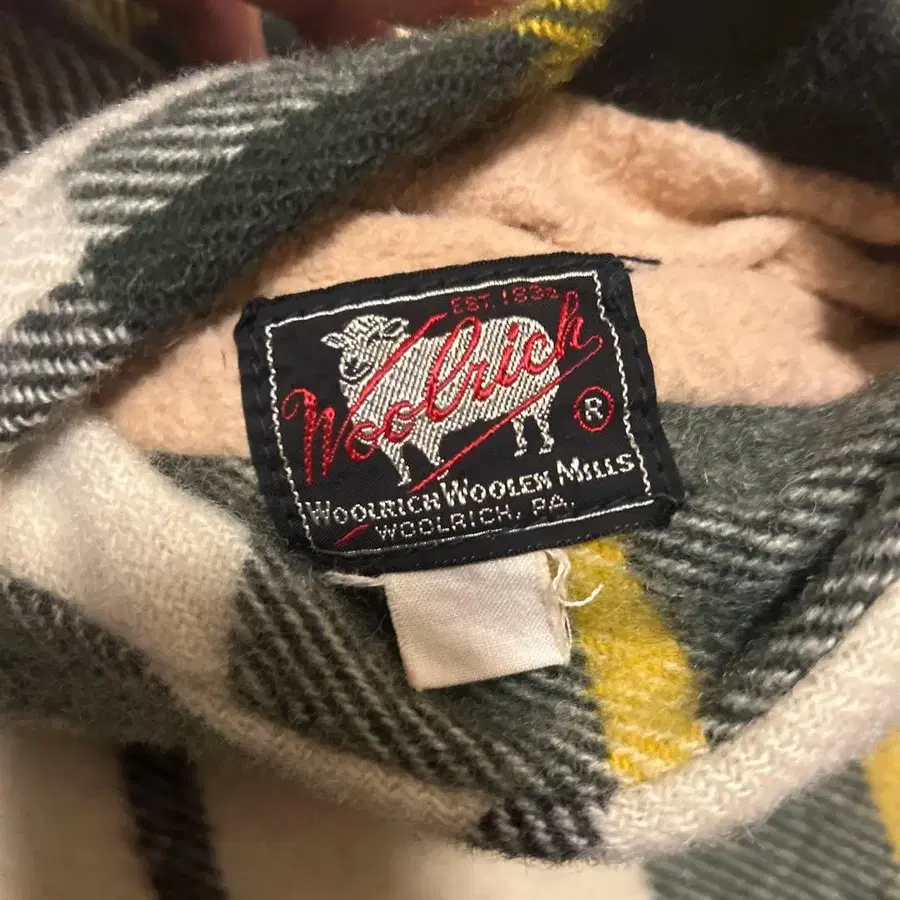 EST. 1830
Woolrich
®
WOOLRICH WOOLEN MILLS
WOOLRICH, PA.